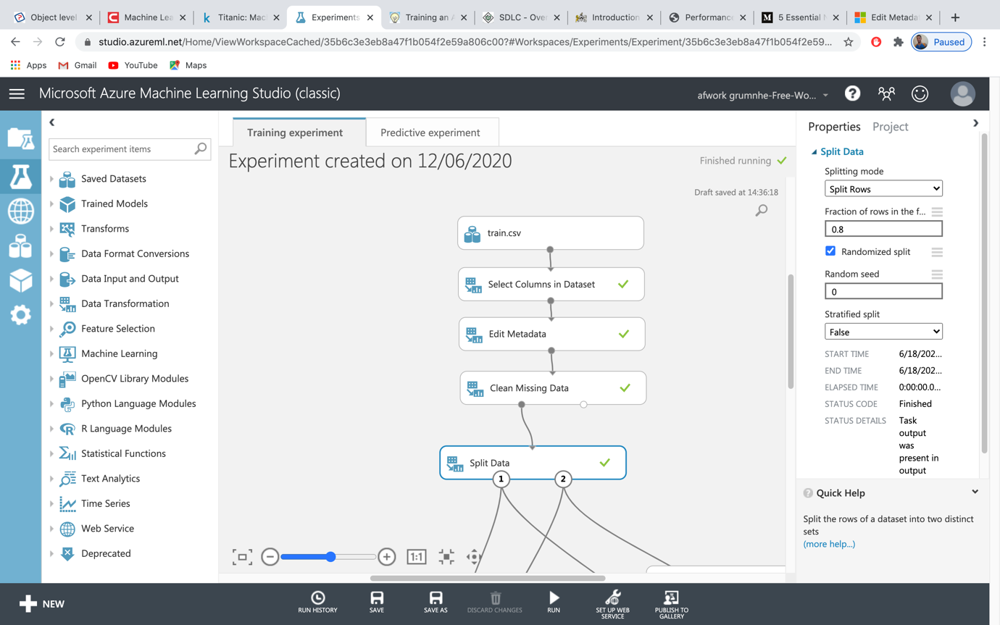 Object level
Machine Lea
Titanic: Mac
Experiments
Training an A
SDLC - Over
Introduction
Performance
5 Essential M
Edit Metada
studio.azureml.net/Home/ViewWorkspaceCached/35b6c3e3eb8a47f1b054f2e59a806c00?#Workspaces/Experiments/Experiment/35b6c3e3eb8a47f1b054f2e59...
Paused
Apps
Gmail
YouTube
Maps
Microsoft Azure Machine Learning Studio (classic)
afwork grumnhe-Free-Wo...
Search experiment items
Saved Datasets
Trained Models
Transforms
Data Format Conversions
Data Input and Output
Data Transformation
Feature Selection
Machine Learning
OpenCV Library Modules
Python Language Modules
R Language Modules
Statistical Functions
Text Analytics
Time Series
Web Service
Deprecated
Training experiment
Predictive experiment
Experiment created on 12/06/2020
Finished running
Draft saved at 14:36:18
train.csv
Select Columns in Dataset
Edit Metadata
Clean Missing Data
Split Data
1
2
1:1
Properties
Project
Split Data
Splitting mode
Split Rows
Fraction of rows in the f...
0.8
Randomized split
Random seed
0
Stratified split
False
START TIME 6/18/202...
END TIME 6/18/202...
ELAPSED TIME 0:00:00.0...
STATUS CODE Finished
STATUS DETAILS Task
output
was
present in
output
Quick Help
Split the rows of a dataset into two distinct
sets
(more help...)
NEW
RUN HISTORY
SAVE
SAVE AS
DISCARD CHANGES
RUN
SET UP WEB
SERVICE
PUBLISH TO
GALLERY